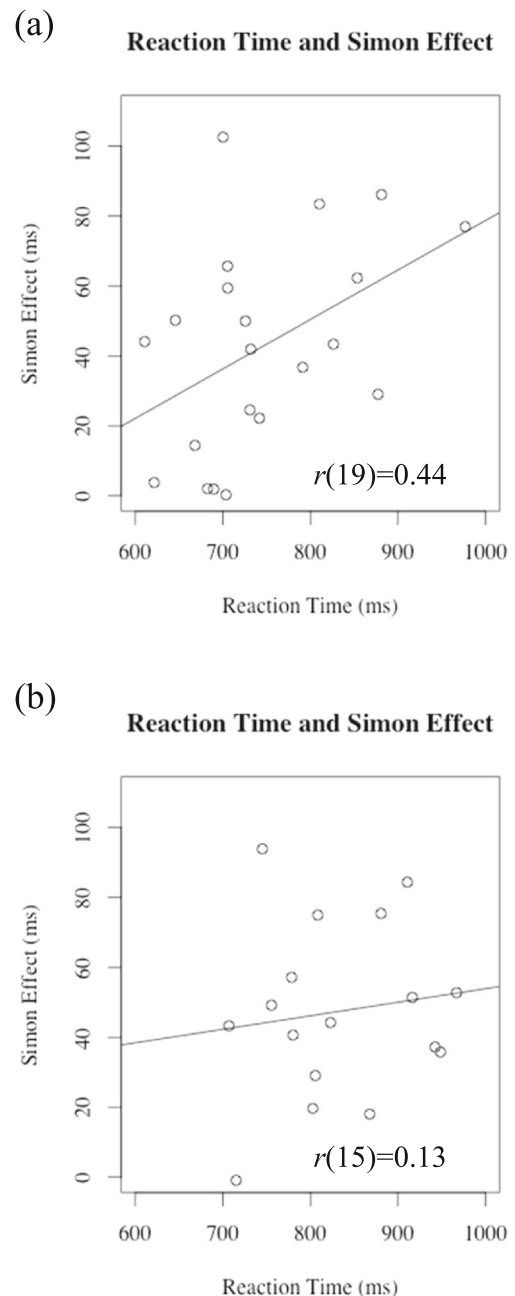 (a)
Reaction Time and Simon Effect
100
80
60
40
20
0
Simon Effect (ms)
r(19)=0.44
600 700 800 900 1000
Reaction Time (ms)
(b)
Reaction Time and Simon Effect
100
80
60
40
20
0
Simon Effect (ms)
r(15)=0.13
600 700 800 900 1000
Reaction Time (ms)